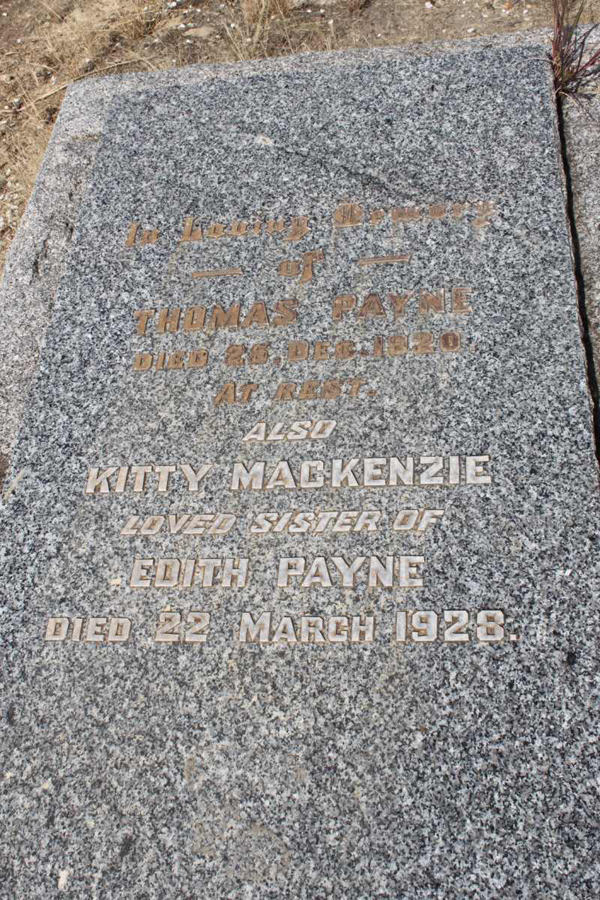 In Loving Memory
of
THOMAS PAYNE
DIED 28, DEC. 1920.
AT REST.
ALSO
KITTY MACKENZIE
LOVED SISTER OF
EDITH PAYNE
DIED 22 MARCH 1928.